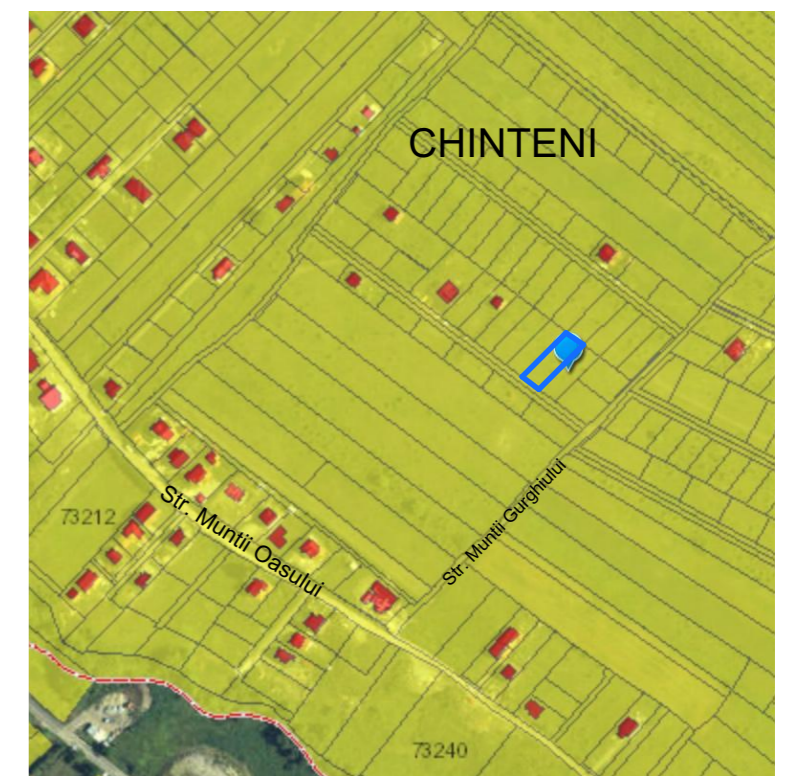 CHINTENI
73212
Str. Muntii Oasului
Str. Muntii Gurghiului
73240